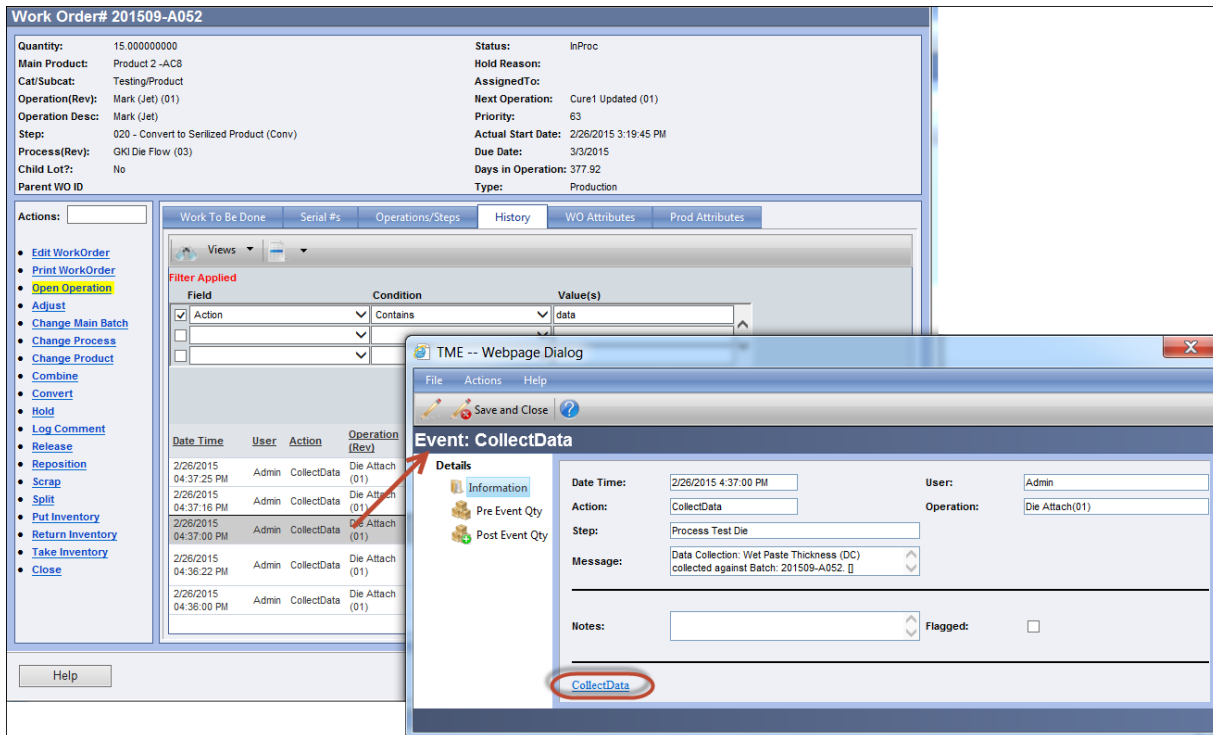 Work Order# 201509-A052
Quantity: 15.000000000 Status: InProc
Main Product: Product 2 -AC8 Hold Reason:
Cat/Subcat: Testing/Product AssignedTo:
Operation(Rev): Mark (Jet) (01) Next Operation: Cure1 Updated (01)
Operation Desc: Mark (Jet) Priority: 63
Step: 020 - Convert to Serilized Product (Conv) Actual Start Date: 2/26/2015 3:19:45 PM
Process(Rev): GKI Die Flow (03) Due Date: 3/3/2015
Child Lot?: No Days in Operation: 377.92
Parent WO ID Type: Production
Actions:
Edit WorkOrder
Print WorkOrder
Open Operation
Adjust
Change Main Batch
Change Process
Change Product
Combine
Convert
Hold
Log Comment
Release
Reposition
Scrap
Split
Put Inventory
Return Inventory
Take Inventory
Close
Help
Work To Be Done Serial #s Operations/Steps History WO Attributes Prod Attributes
Views
Filter Applied
Field Condition Value(s)
Action Contains data
Date Time User Action Operation
(Rev)
2/26/2015
04:37:25 PM Admin CollectData Die Attach
(01)
2/26/2015
04:37:16 PM Admin CollectData Die Attach
(01)
2/26/2015
04:37:00 PM Admin CollectData Die Attach
(01)
2/26/2015
04:36:22 PM Admin CollectData Die Attach
(01)
2/26/2015
04:36:00 PM Admin CollectData Die Attach
(01)
TME -- Webpage Dialog
X
File Actions Help
Save and Close ?
Event: CollectData
Details
Information
Pre Event Qty
Post Event Qty
Date Time: 2/26/2015 4:37:00 PM User: Admin
Action: CollectData Operation: Die Attach(01)
Step: Process Test Die
Message: Data Collection: Wet Paste Thickness (DC)
collected against Batch: 201509-A052. []
Notes: Flagged:
CollectData